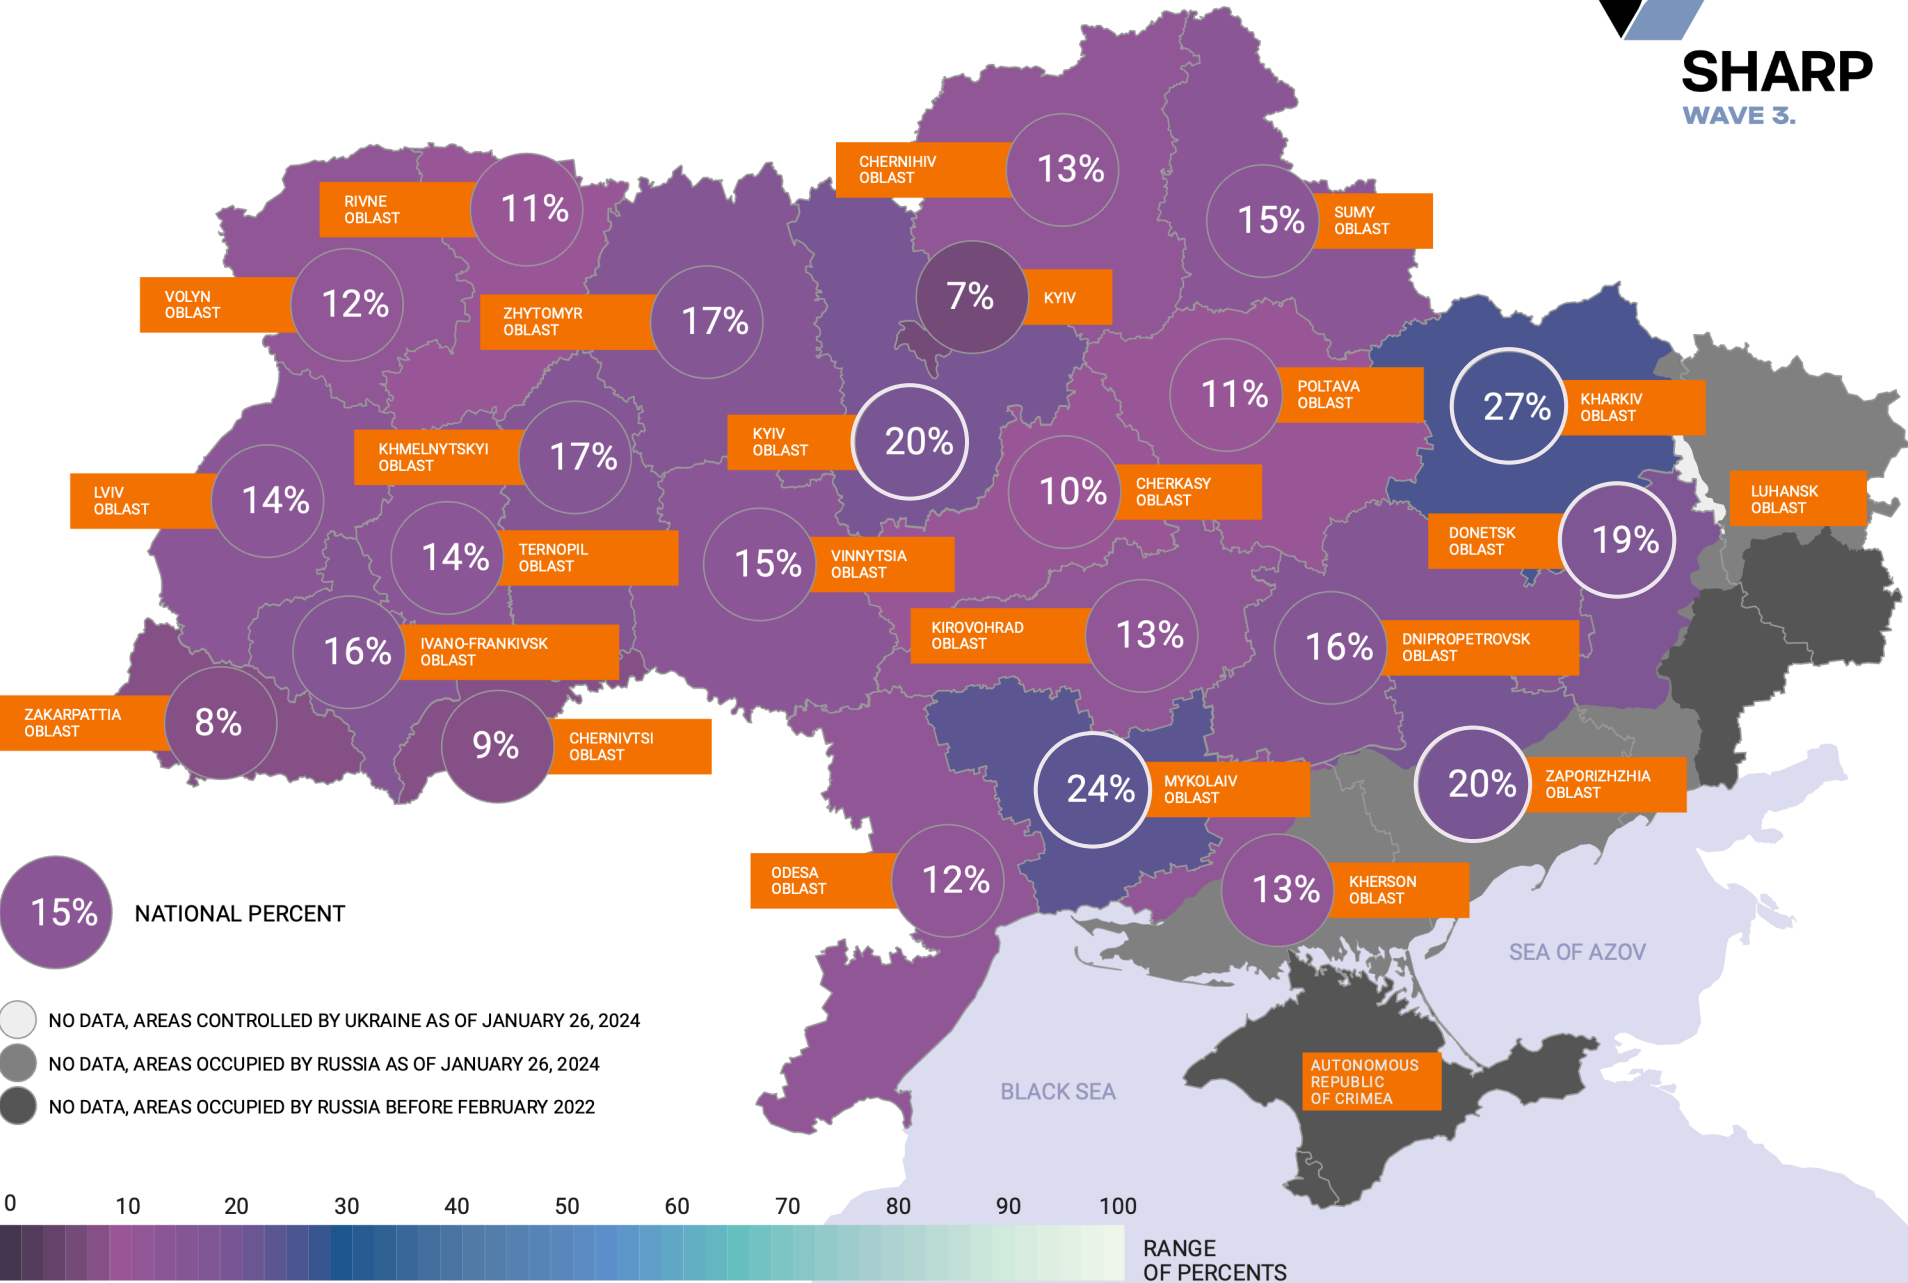 SHARP
WAVE 3.
CHERNIHIV
OBLAST
13%
RIVNE
OBLAST
11%
15%
SUMY
OBLAST
VOLYN
OBLAST
12%
ZHYTOMYR
OBLAST
17%
7%
KYIV
11%
POLTAVA
OBLAST
27%
KHARKIV
OBLAST
KHMELNYTSKYI
OBLAST
17%
KYIV
OBLAST
20%
LVIV
OBLAST
14%
10%
CHERKASY
OBLAST
LUHANSK
OBLAST
14%
TERNOPIL
OBLAST
15%
VINNYTSIA
OBLAST
DONETSK
OBLAST
19%
16%
IVANO-FRANKIVSK
OBLAST
KIROVOHRAD
OBLAST
13%
16%
DNIPROPETROVSK
OBLAST
ZAKARPATTIA
OBLAST
8%
9%
CHERNIVTSI
OBLAST
24%
MYKOLAIV
OBLAST
20%
ZAPORIZHZHIA
OBLAST
ODESA
OBLAST
12%
13%
KHERSON
OBLAST
15%
NATIONAL PERCENT
SEA OF AZOV
NO DATA, AREAS CONTROLLED BY UKRAINE AS OF JANUARY 26, 2024
NO DATA, AREAS OCCUPIED BY RUSSIA AS OF JANUARY 26, 2024
NO DATA, AREAS OCCUPIED BY RUSSIA BEFORE FEBRUARY 2022
BLACK SEA
AUTONOMOUS
REPUBLIC
OF CRIMEA
0 10 20 30 40 50 60 70 80 90 100
RANGE
OF PERCENTS